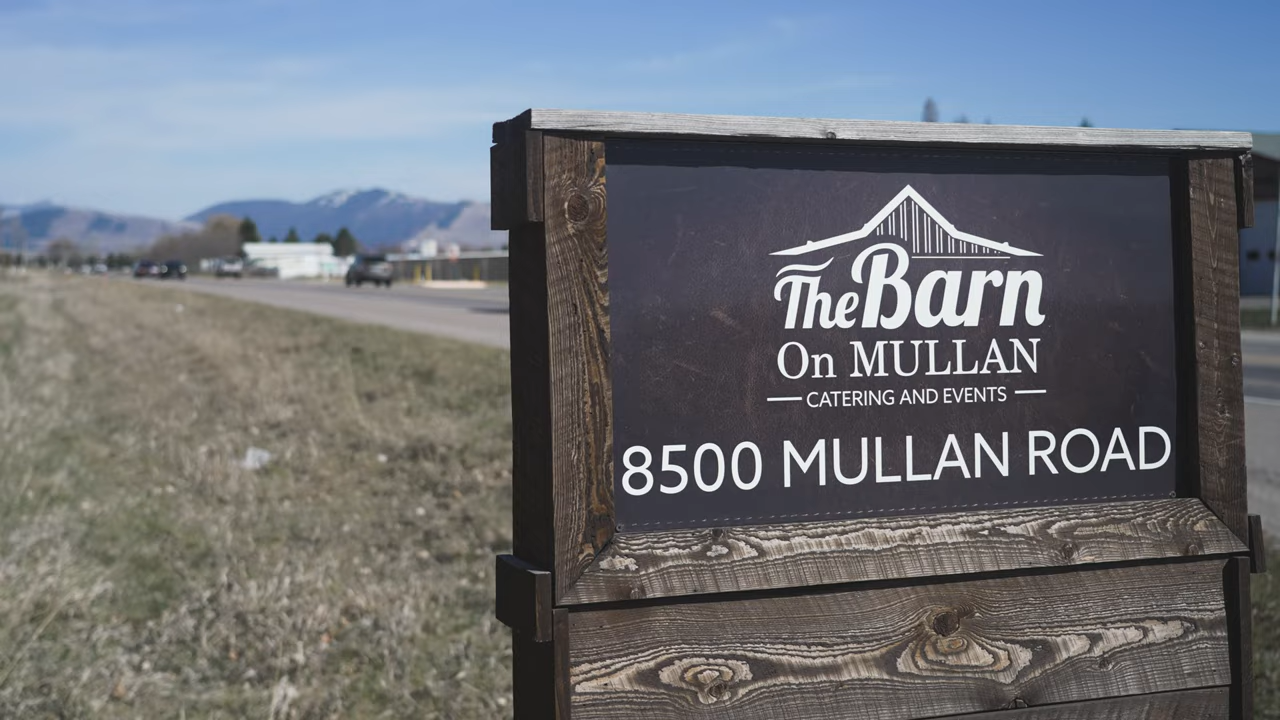 The Barn
On MULLAN
CATERING AND EVENTS
8500 MULLAN ROAD